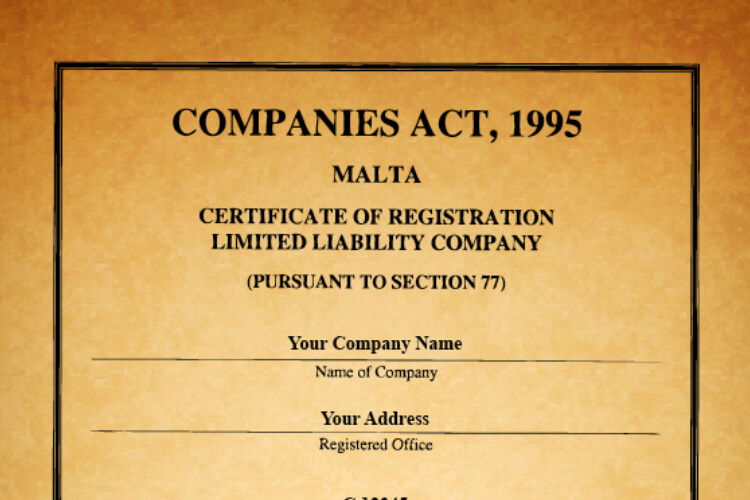 COMPANIES ACT, 1995
MALTA
CERTIFICATE OF REGISTRATION
LIMITED LIABILITY COMPANY
(PURSUANT TO SECTION 77)
Your Company Name
Name of Company
Your Address
Registered Office